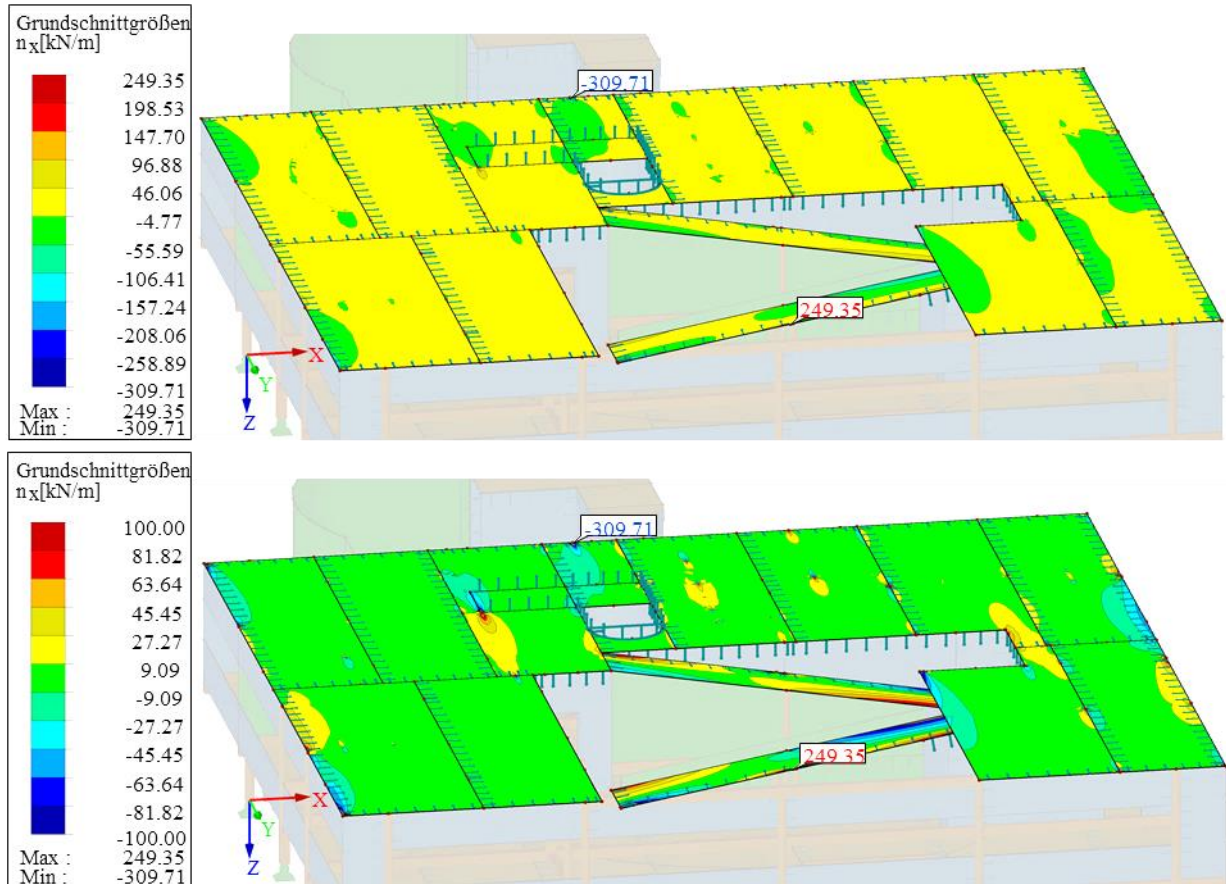 Grundschnittgrößen
nx[kN/m]
249.35
198.53
147.70
96.88
46.06
-4.77
-55.59
-106.41
-157.24
-208.06
-258.89
-309.71
Max : 249.35
Min : -309.71
-309.71
249.35
X
Y
Z
Grundschnittgrößen
nx[kN/m]
100.00
81.82
63.64
45.45
27.27
9.09
-9.09
-27.27
-45.45
-63.64
-81.82
-100.00
Max : 249.35
Min : -309.71
-309.71
249.35
X
Y
Z